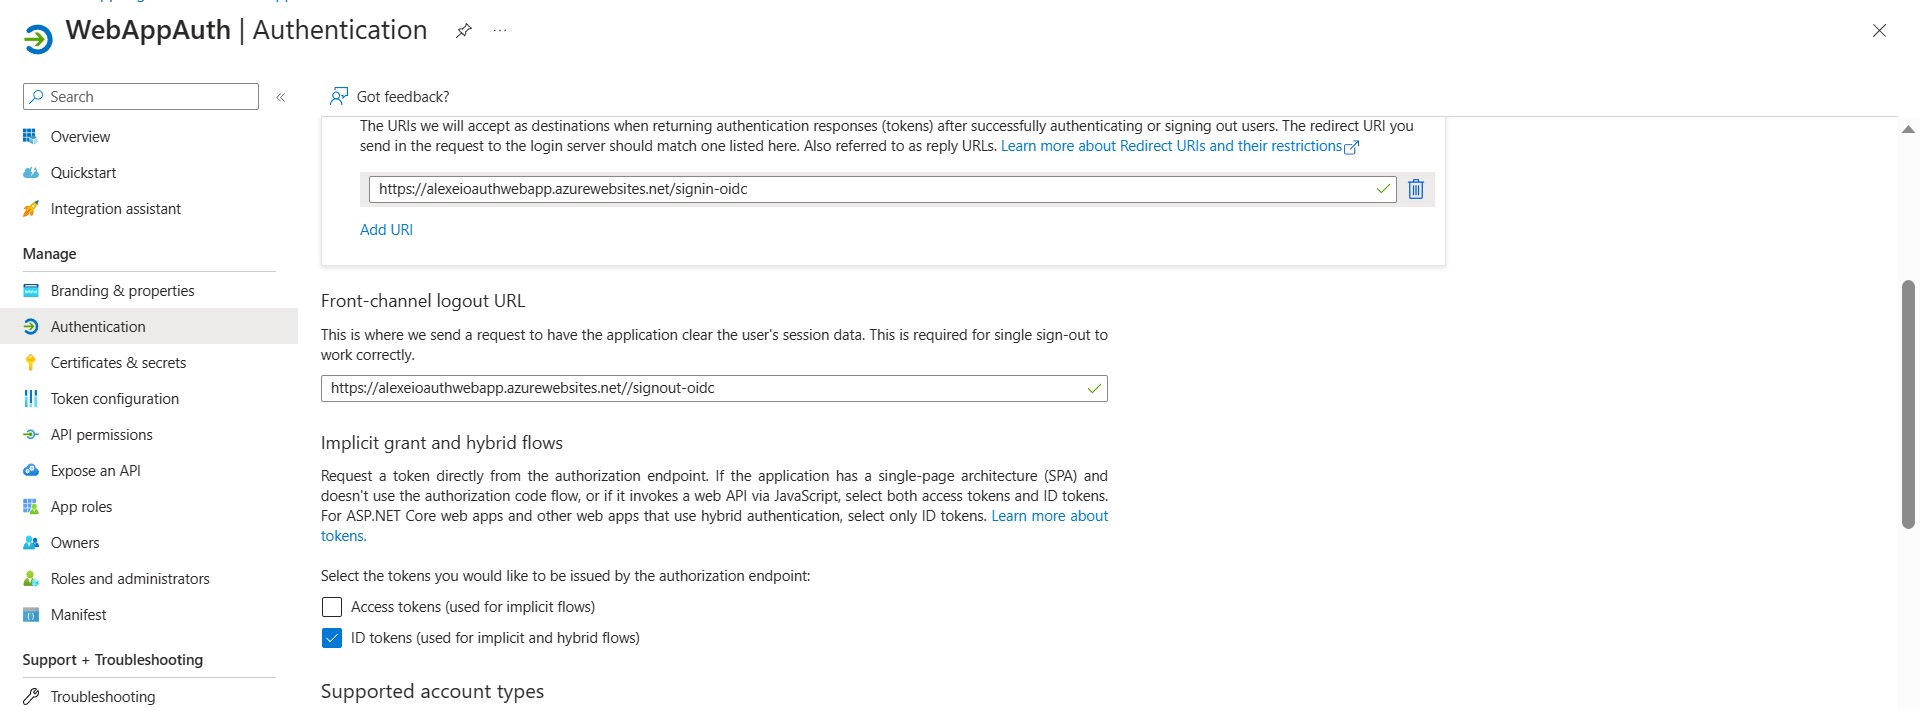 WebAppAuth | Authentication
Search
Got feedback?
Overview
Quickstart
Integration assistant
Manage
Branding & properties
Authentication
Certificates & secrets
Token configuration
API permissions
Expose an API
App roles
Owners
Roles and administrators
Manifest
Support + Troubleshooting
Troubleshooting
The URIs we will accept as destinations when returning authentication responses (tokens) after successfully authenticating or signing out users. The redirect URI you
send in the request to the login server should match one listed here. Also referred to as reply URLs. Learn more about Redirect URIs and their restrictions
https://alexeioauthwebapp.azurewebsites.net/signin-oidc
Add URI
Front-channel logout URL
This is where we send a request to have the application clear the user's session data. This is required for single sign-out to
work correctly.
https://alexeioauthwebapp.azurewebsites.net//signout-oidc
Implicit grant and hybrid flows
Request a token directly from the authorization endpoint. If the application has a single-page architecture (SPA) and
doesn't use the authorization code flow, or if it invokes a web API via JavaScript, select both access tokens and ID tokens.
For ASP.NET Core web apps and other web apps that use hybrid authentication, select only ID tokens. Learn more about
tokens.
Select the tokens you would like to be issued by the authorization endpoint:
Access tokens (used for implicit flows)
ID tokens (used for implicit and hybrid flows)
Supported account types